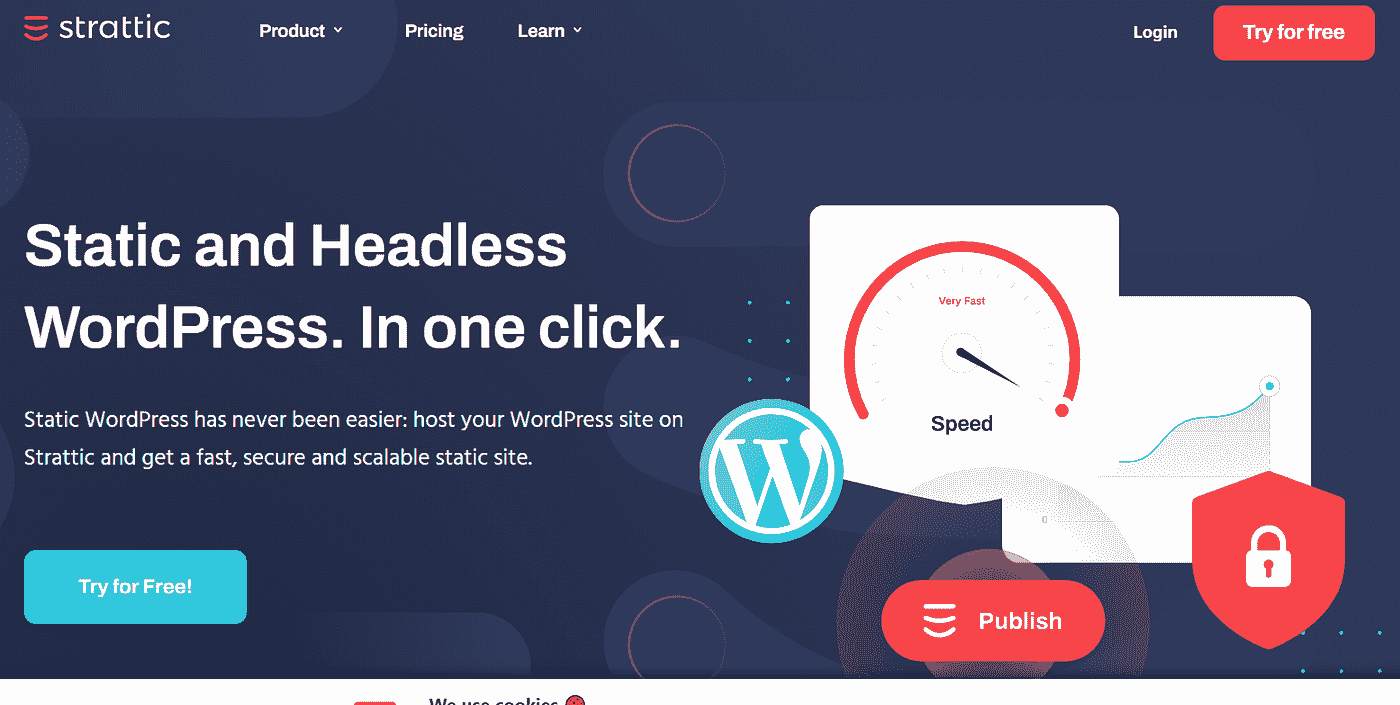 strattic
Product
Pricing
Learn
Login
Try for free
Static and Headless
WordPress. In one click.
Static WordPress has never been easier: host your WordPress site on
Strattic and get a fast, secure and scalable static site.
Try for Free!
Very Fast
Speed
0
Publish
We use cookies